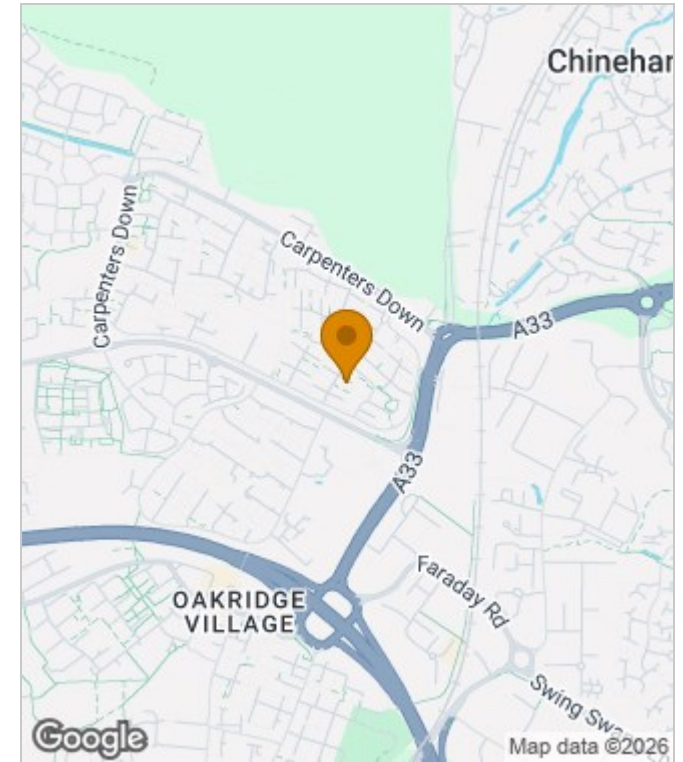 Chinehar
Carpenters Down
Carpenters Down
A33
A33
Faraday Rd
OAKRIDGE
VILLAGE
Swing Swa
Google
Map data ©2026